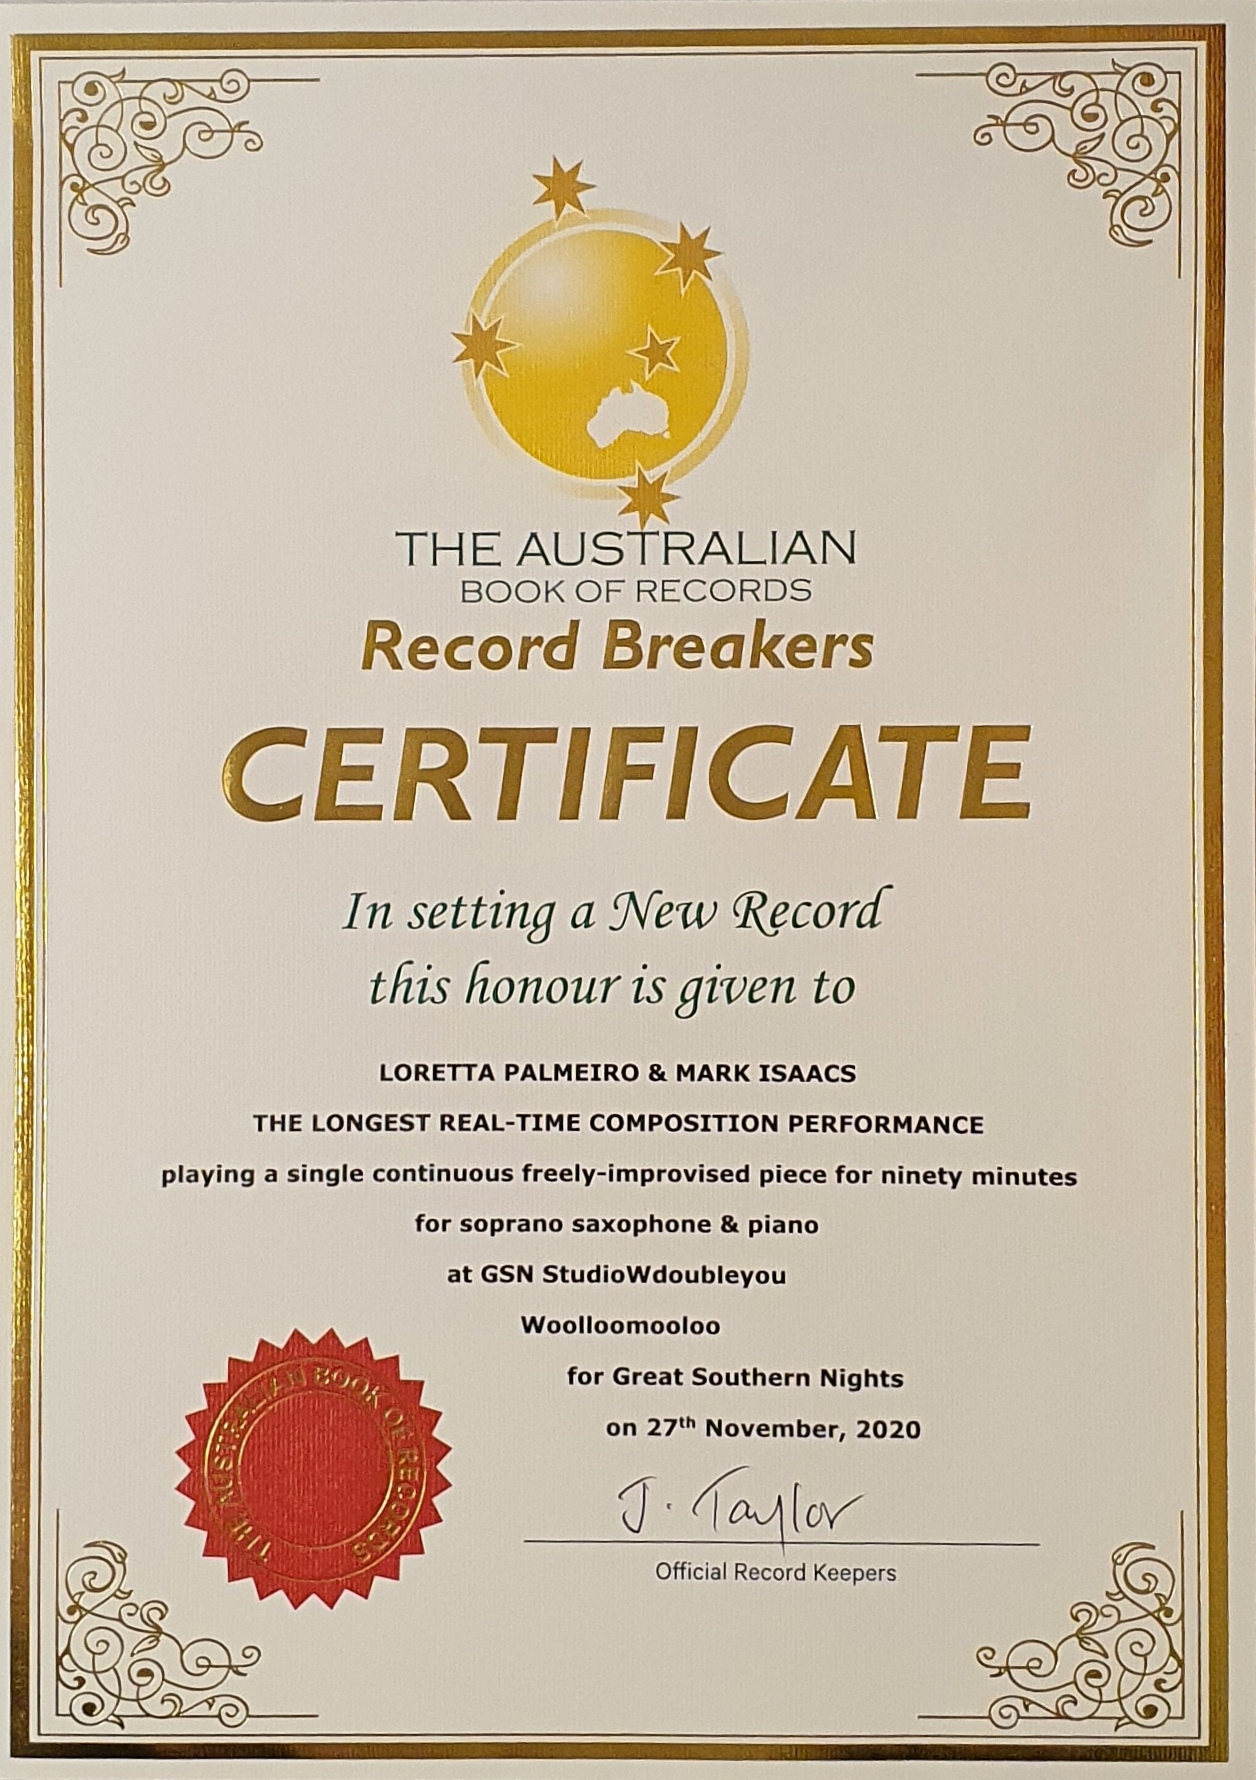 THE AUSTRALIAN
BOOK OF RECORDS
Record Breakers
CERTIFICATE
In setting a New Record
this honour is given to
LORETTA PALMEIRO & MARK ISAACS
THE LONGEST REAL-TIME COMPOSITION PERFORMANCE
playing a single continuous freely-improvised piece for ninety minutes
for soprano saxophone & piano
at GSN StudioWdoubleyou
Woolloomooloo
for Great Southern Nights
on 27th November, 2020
THE AUSTRALIAN BOOK OF RECORDS
J. Taylor
Official Record Keepers